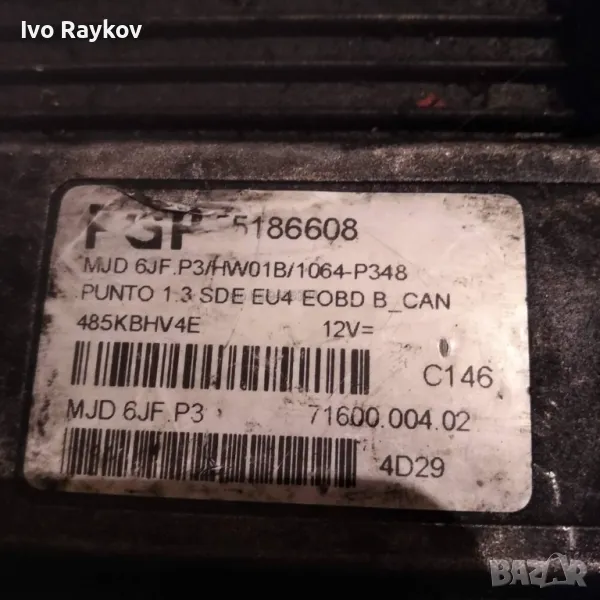 Ivo Raykov
5186608
MJD 6JF.P3/HW01B/1064-P348
PUNTO 1.3 SDE EU4 EOBD B_CAN
485KBHV4E 12V=
C146
MJD 6JF.P3 71600.004.02
4D29
BAZAR